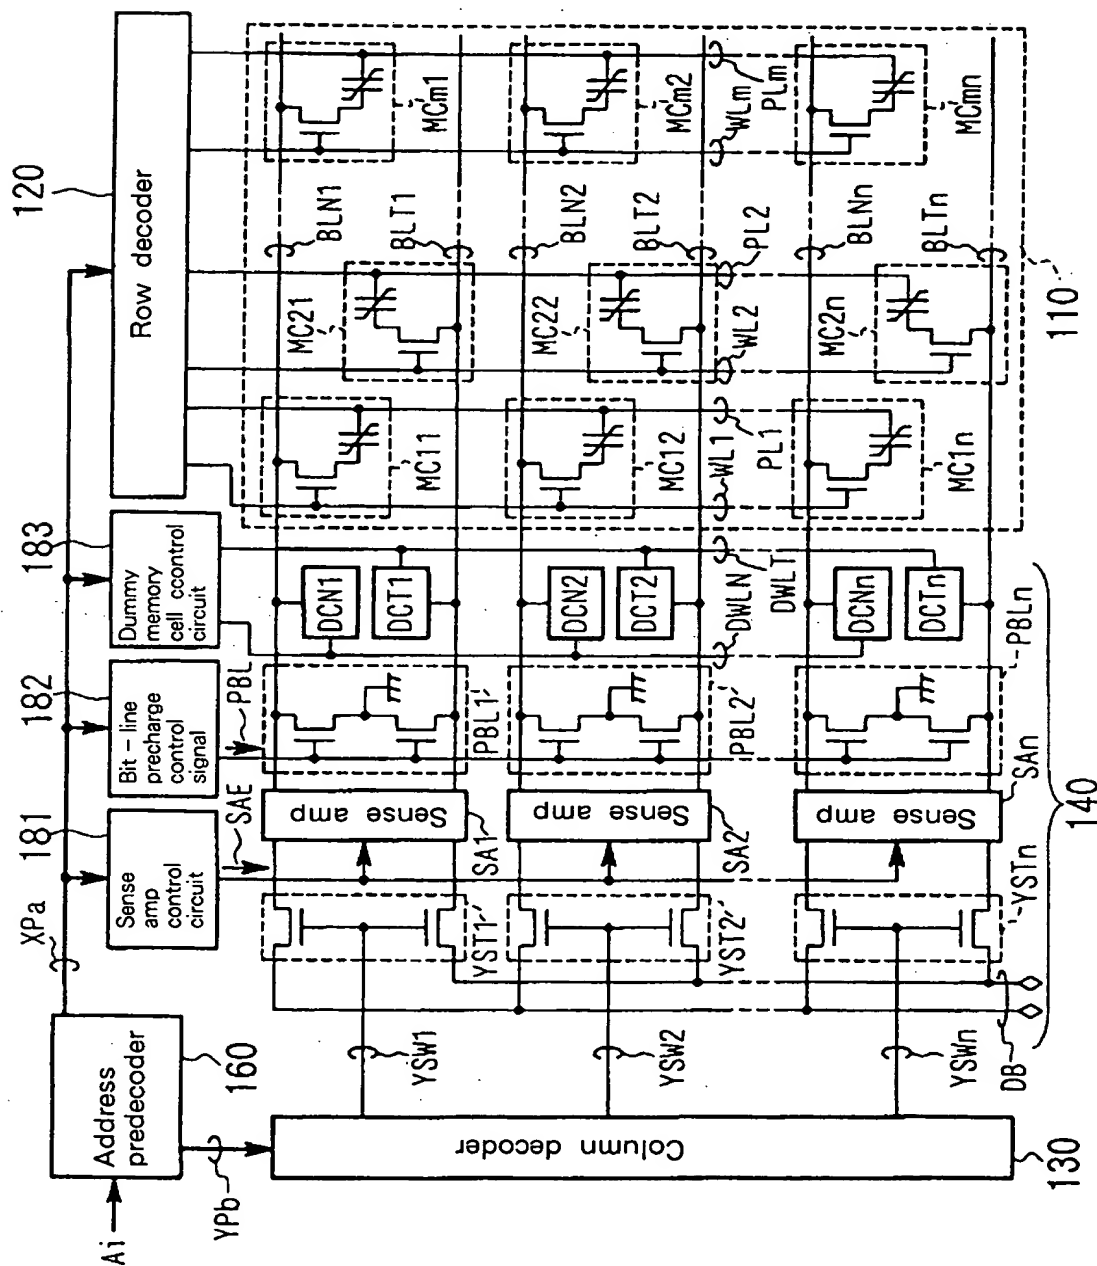 Ai
Address
predecoder
160
XPa
YPb
Sense
amp
control
circuit
181
SAE
Bit-line
precharge
control
signal
182
PBL
Dummy
memory
cell ccontrol
circuit
183
Row decoder
120
Column decoder
130
YSW1
YSW2
YSWn
DB
YST1
YST2
YSTn
Sense amp
SA1
Sense amp
SA2
Sense amp
SAn
PBL1
PBL2
PBLn
140
DCN1
DCT1
DCN2
DCT2
DCNn
DCTn
DWLN
DWLT
MC11
MC12
MC1n
WL1
PL1
MC21
MC22
MC2n
WL2
PL2
BLN1
BLT1
BLN2
BLT2
BLNn
BLTn
MCm1
MCm2
MCmn
WLm
PLm
110